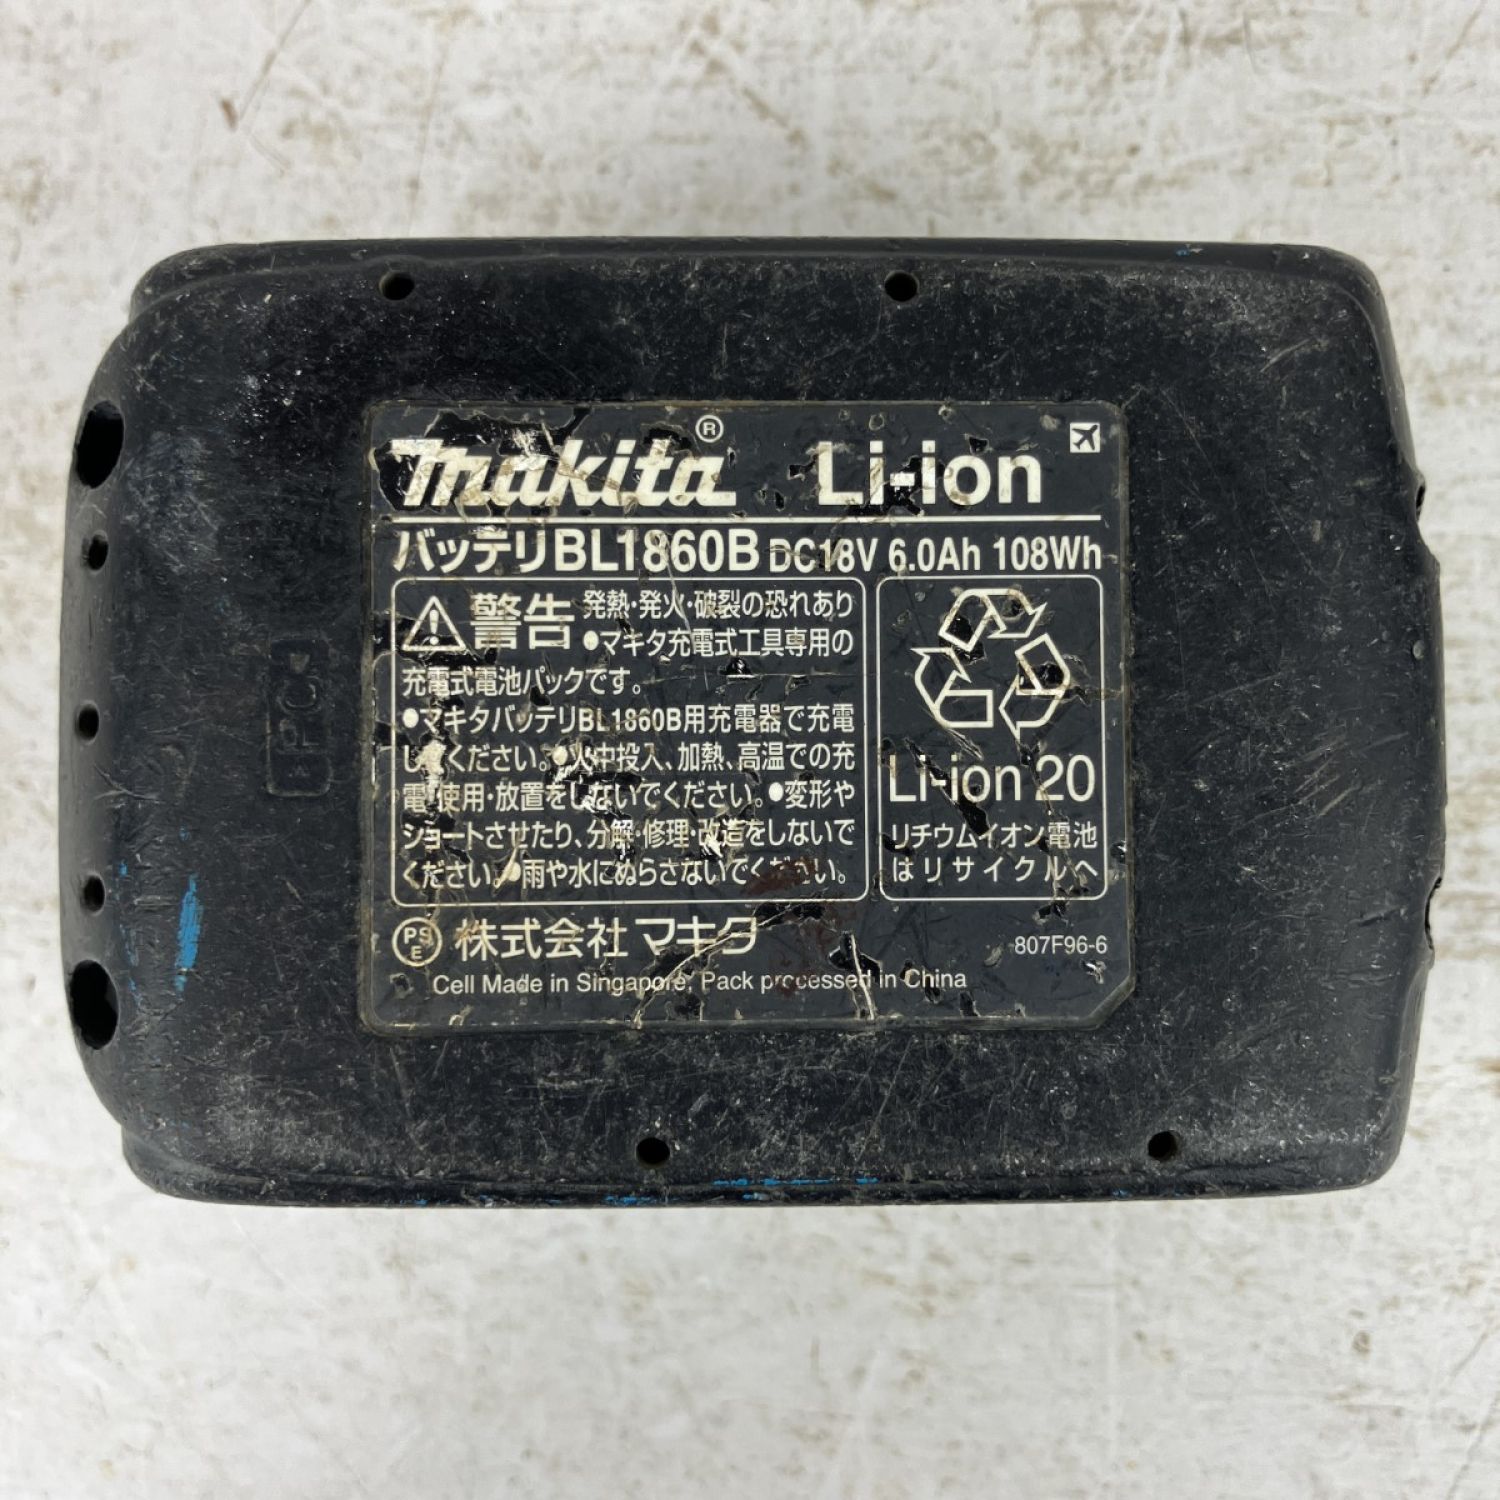 makita® Li-ion
バッテリBL1860B DC18V 6.0Ah 108Wh
警告 発熱・発火・破裂の恐れあり
●マキタ充電式工具専用の
充電式電池パックです。
●マキタバッテリBL1860B用充電器で充電
してください。●火中投入、加熱、高温での充
電・使用・放置をしないでください。●変形や
ショートさせたり、分解・修理・改造をしないで
ください。●雨や水にぬらさないでください。
Li-ion 20
リチウムイオン電池
はリサイクルへ
PSE 株式会社マキタ
807F96-6
Cell Made in Singapore, Pack processed in China